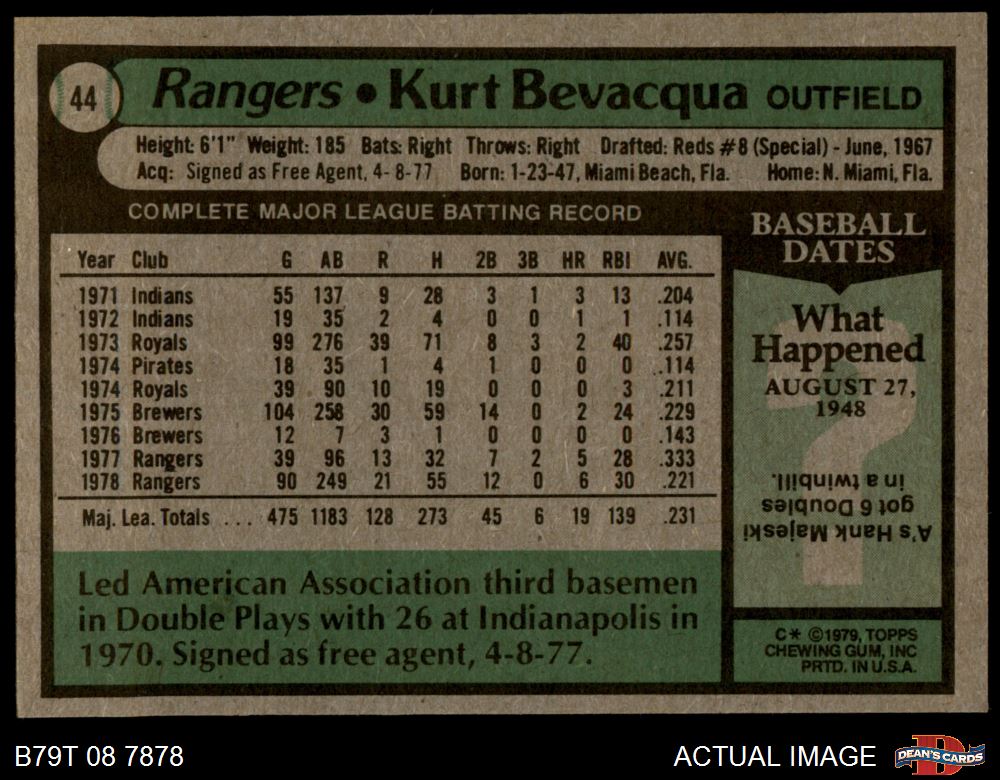 44 Rangers • Kurt Bevacqua OUTFIELD
Height: 6'1" Weight: 185 Bats: Right Throws: Right Drafted: Reds #8 (Special) - June, 1967
Acq: Signed as Free Agent, 4-8-77 Born: 1-23-47, Miami Beach, Fla. Home: N. Miami, Fla.
COMPLETE MAJOR LEAGUE BATTING RECORD
Year Club G AB R H 2B 3B HR RBI AVG.
1971 Indians 55 137 9 28 3 1 3 13 .204
1972 Indians 19 35 2 4 0 0 1 1 .114
1973 Royals 99 276 39 71 8 3 2 40 .257
1974 Pirates 18 35 1 4 1 0 0 0 .114
1974 Royals 39 90 10 19 0 0 0 3 .211
1975 Brewers 104 258 30 59 14 0 2 24 .229
1976 Brewers 12 7 3 1 0 0 0 0 .143
1977 Rangers 39 96 13 32 7 2 5 28 .333
1978 Rangers 90 249 21 55 12 0 6 30 .221
Maj. Lea. Totals ... 475 1183 128 273 45 6 19 139 .231
Led American Association third basemen
in Double Plays with 26 at Indianapolis in
1970. Signed as free agent, 4-8-77.
BASEBALL
DATES
What
Happened
AUGUST 27,
1948
A's Hank Majeski
got 6 Doubles
in a twinbill.
C* ©1979, TOPPS
CHEWING GUM, INC
PRTD. IN U.S.A.
B79T 08 7878
ACTUAL IMAGE
DEAN'S CARDS